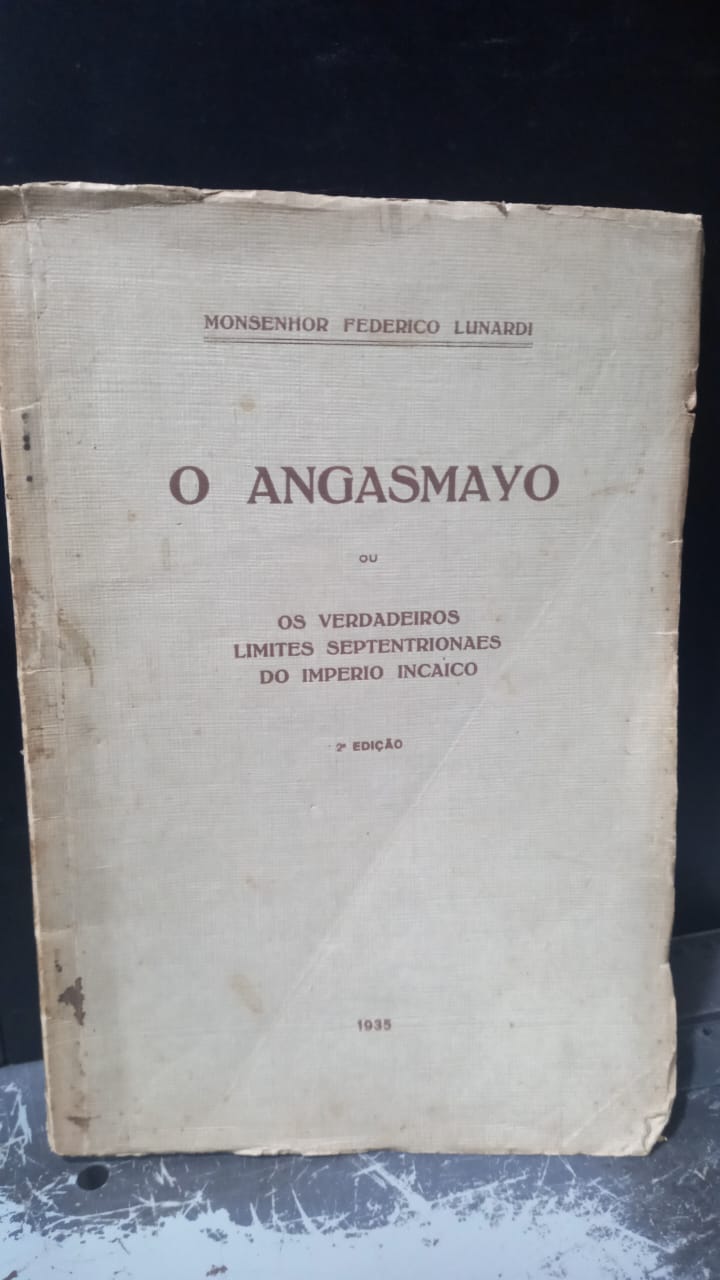 MONSENHOR FEDERICO LUNARDI
O ANGASMAYO
OU
OS VERDADEIROS
LIMITES SEPTENTRIONAES
DO IMPERIO INCAICO
2ª EDIÇÃO
1935